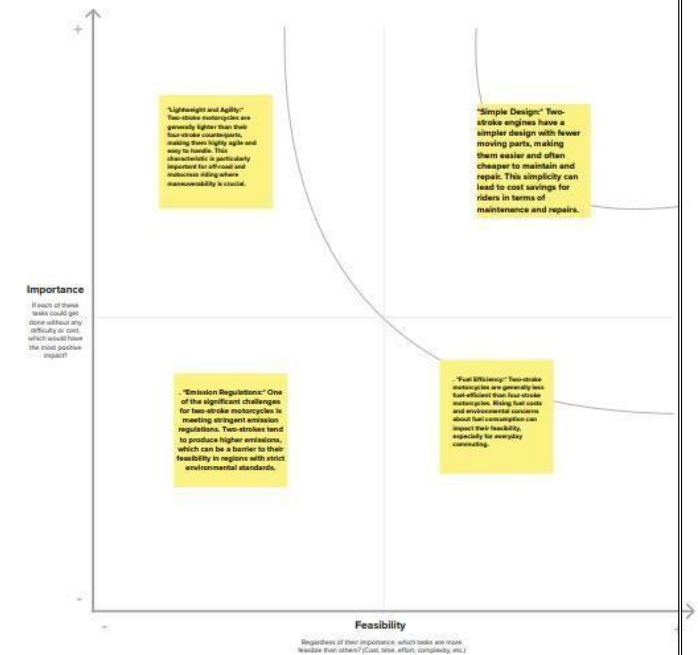 +
"Lightweight and Agility:"
Two-stroke motorcycles are
generally lighter than their
four-stroke counterparts,
making them highly agile and
easy to handle. This
characteristic is particularly
important for off-road and
motocross riding where
maneuverability is crucial.
"Simple Design:" Two-
stroke engines have a
simpler design with fewer
moving parts, making
them easier and often
cheaper to maintain and
repair. This simplicity can
lead to cost savings for
riders in terms of
maintenance and repairs.
Importance
If each of these
tasks could get
done without any
difficulty or cost,
which would have
the most positive
impact?
. "Emission Regulations:" One
of the significant challenges
for two-stroke motorcycles is
meeting stringent emission
regulations. Two-strokes tend
to produce higher emissions,
which can be a barrier to their
feasibility in regions with strict
environmental standards.
. "Fuel Efficiency:" Two-stroke
motorcycles are generally less
fuel-efficient than four-stroke
motorcycles. Rising fuel costs
and environmental concerns
about fuel consumption can
impact their feasibility,
especially for everyday
commuting.
-
- +
Feasibility
Regardless of their importance, which tasks are more
feasible than others? (Cost, time, effort, complexity, etc.)